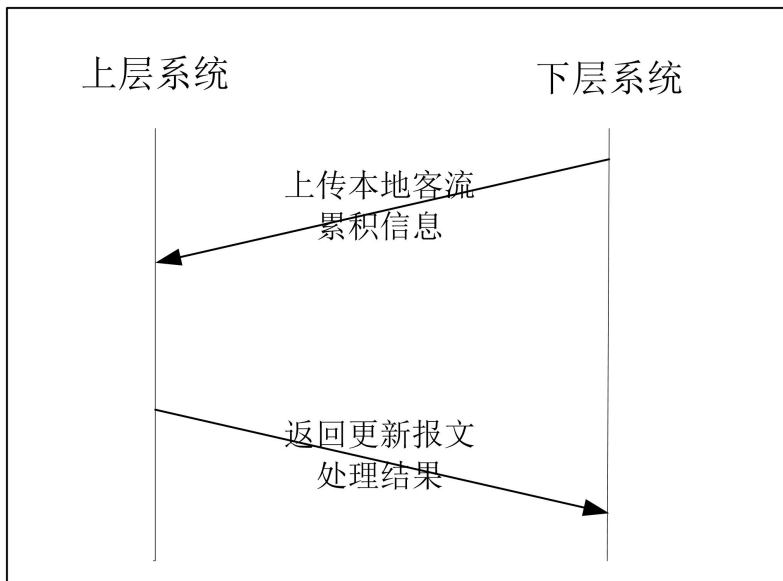 上层系统
下层系统
上传本地客流
累积信息
返回更新报文
处理结果